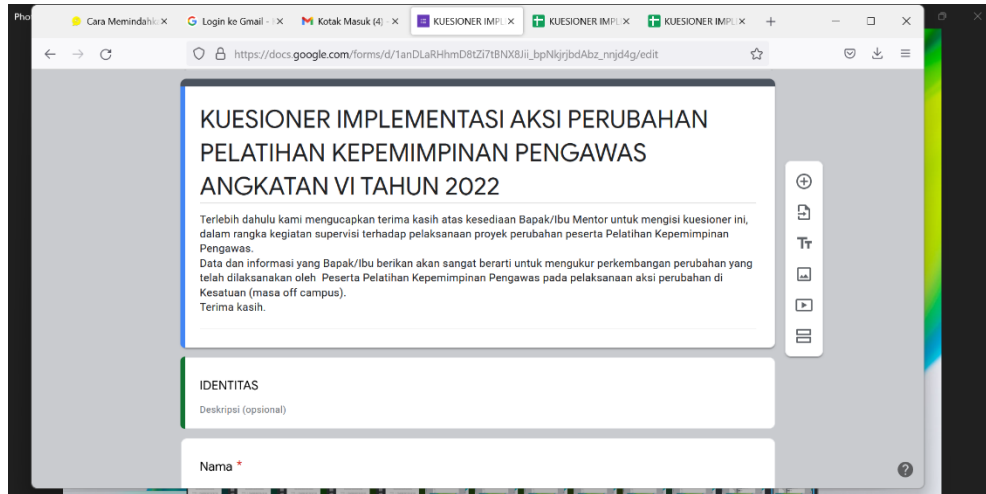 Pho
Cara Memindahk
Login ke Gmail -
Kotak Masuk (4) -
KUESIONER IMPL
KUESIONER IMPL
KUESIONER IMPL
https://docs.google.com/forms/d/1anDLaRHhmD8tZi7tBNX8Jii_bpNkjrjbdAbz_nnjd4g/edit
KUESIONER IMPLEMENTASI AKSI PERUBAHAN
PELATIHAN KEPEMIMPINAN PENGAWAS
ANGKATAN VI TAHUN 2022
Terlebih dahulu kami mengucapkan terima kasih atas kesediaan Bapak/Ibu Mentor untuk mengisi kuesioner ini,
dalam rangka kegiatan supervisi terhadap pelaksanaan proyek perubahan peserta Pelatihan Kepemimpinan
Pengawas.
Data dan informasi yang Bapak/Ibu berikan akan sangat berarti untuk mengukur perkembangan perubahan yang
telah dilaksanakan oleh Peserta Pelatihan Kepemimpinan Pengawas pada pelaksanaan aksi perubahan di
Kesatuan (masa off campus).
Terima kasih.
IDENTITAS
Deskripsi (opsional)
Nama *